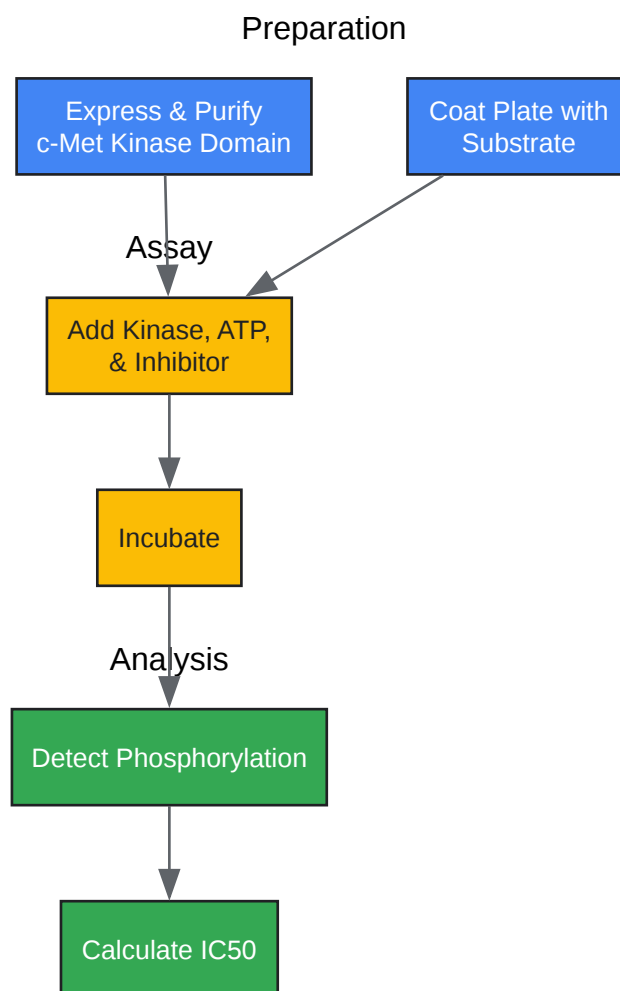 Preparation
Express & Purify
c-Met Kinase Domain
Coat Plate with
Substrate
Assay
Add Kinase, ATP,
& Inhibitor
Incubate
Analysis
Detect Phosphorylation
Calculate IC50